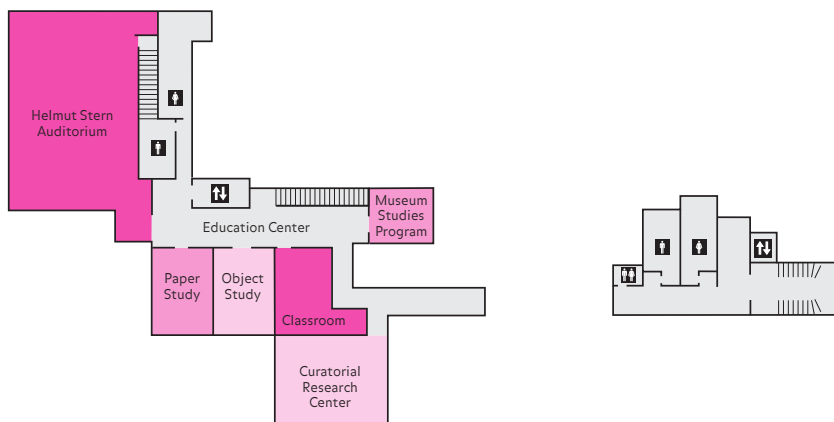 Helmut Stern
Auditorium
Museum
Studies
Program
Education Center
Paper
Study
Object
Study
Classroom
Curatorial
Research
Center